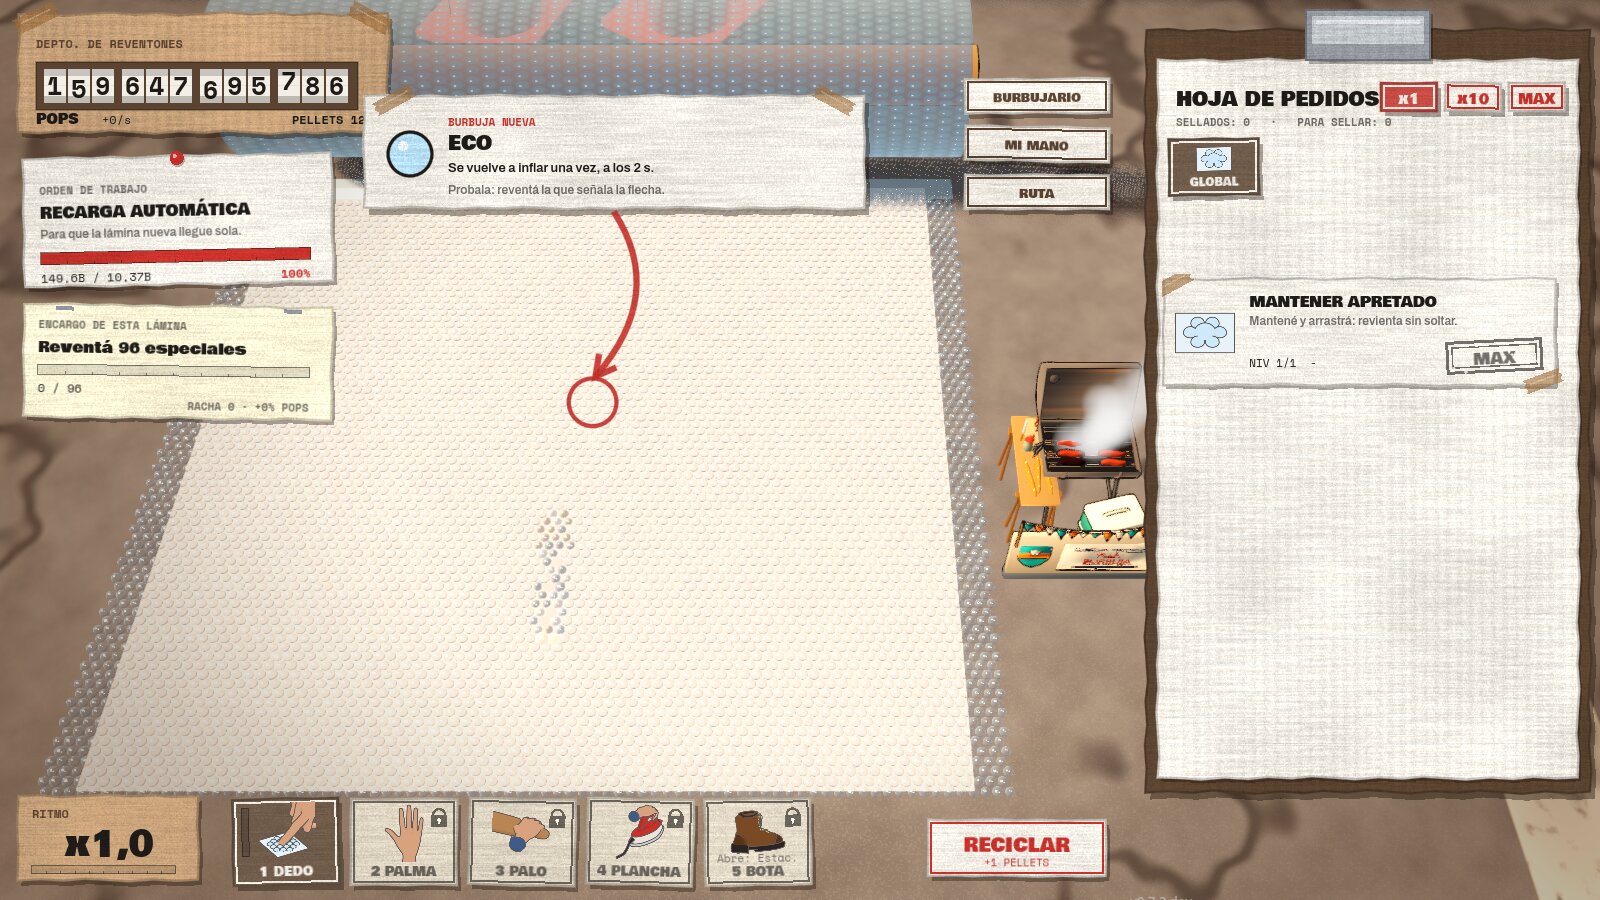 DEPTO. DE REVENTONES
159 647 695 786
POPS +0/s PELLETS 12
ORDEN DE TRABAJO
RECARGA AUTOMÁTICA
Para que la lámina nueva llegue sola.
149.6B / 10.37B 100%
ENCARGO DE ESTA LÁMINA
Reventá 96 especiales
0 / 96
RACHA 0 · +0% POPS
BURBUJA NUEVA
ECO
Se vuelve a inflar una vez, a los 2 s.
Probala: reventá la que señala la flecha.
BURBUJARIO
MI MANO
RUTA
HOJA DE PEDIDOS x1 x10 MAX
SELLADOS: 0 · PARA SELLAR: 0
GLOBAL
MANTENER APRETADO
Mantené y arrastrá: revienta sin soltar.
NIV 1/1 -
MAX
RITMO
x1,0
1 DEDO
2 PALMA
3 PALO
4 PLANCHA
Abre: Estac.
5 BOTA
RECICLAR
+1 PELLETS